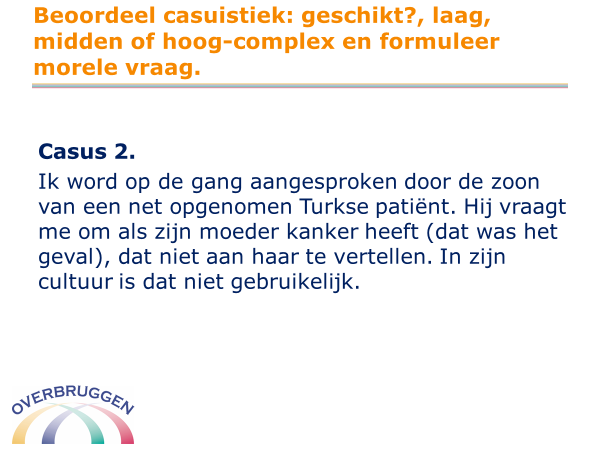 Beoordeel casuistiek: geschikt?, laag,
midden of hoog-complex en formuleer
morele vraag.
Casus 2.
Ik word op de gang aangesproken door de zoon
van een net opgenomen Turkse patiënt. Hij vraagt
me om als zijn moeder kanker heeft (dat was het
geval), dat niet aan haar te vertellen. In zijn
cultuur is dat niet gebruikelijk.
OVERBRUGGEN